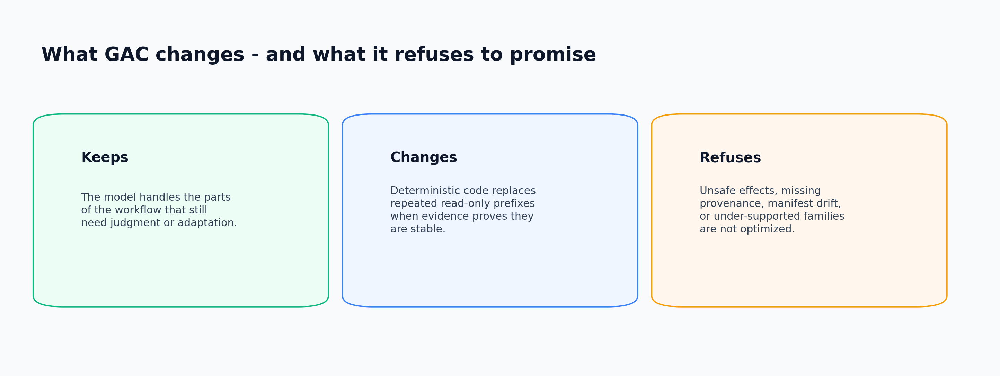 What GAC changes - and what it refuses to promise
Keeps
The model handles the parts
of the workflow that still
need judgment or adaptation.
Changes
Deterministic code replaces
repeated read-only prefixes
when evidence proves they
are stable.
Refuses
Unsafe effects, missing
provenance, manifest drift,
or under-supported families
are not optimized.